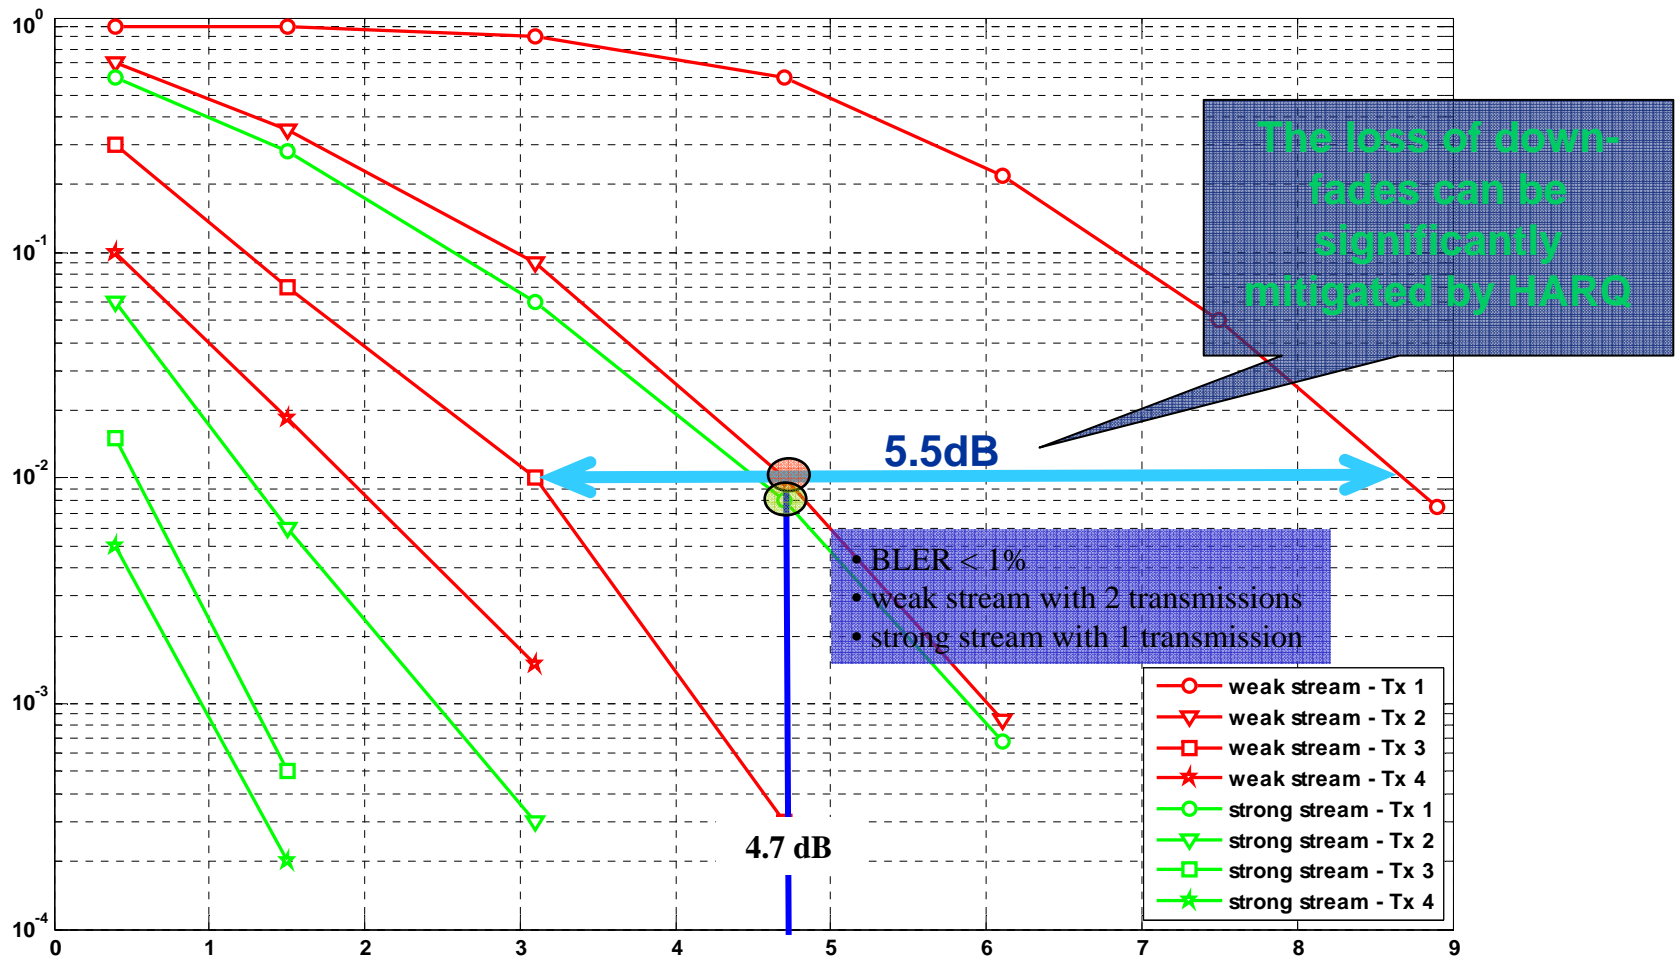 10^0
The loss of down-
fades can be
significantly
mitigated by HARQ
10^-1
5.5dB
10^-2
• BLER < 1%
• weak stream with 2 transmissions
• strong stream with 1 transmission
weak stream - Tx 1
10^-3
weak stream - Tx 2
weak stream - Tx 3
weak stream - Tx 4
strong stream - Tx 1
strong stream - Tx 2
4.7 dB
strong stream - Tx 3
strong stream - Tx 4
10^-4
0 1 2 3 4 5 6 7 8 9